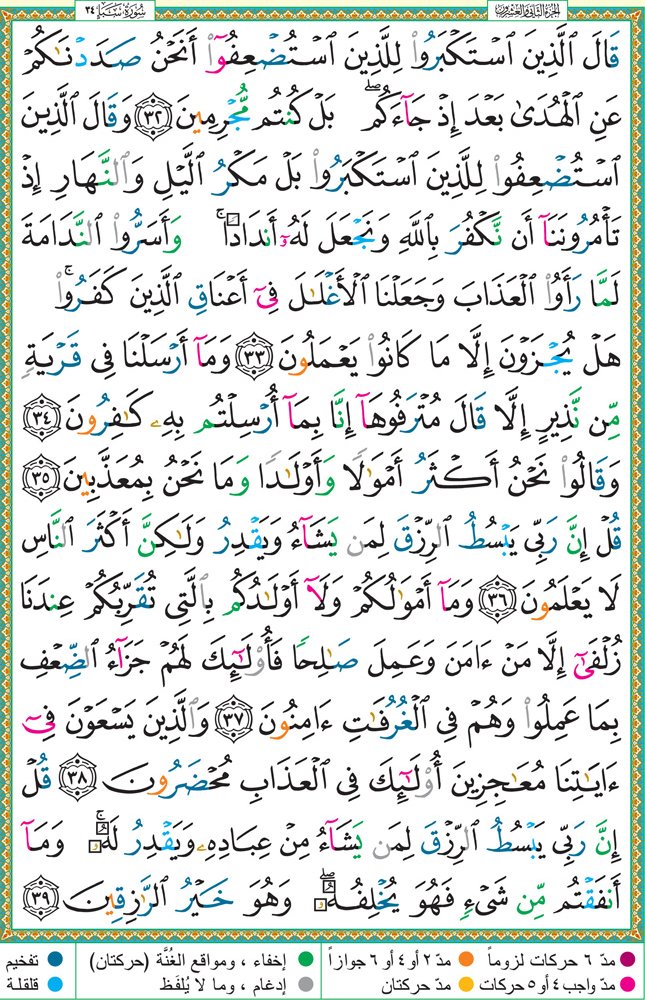 سُورَةُ سَبَإٍ ٣٤
الجزء الثاني والعشرون
قَالَ ٱلَّذِينَ ٱسۡتَكۡبَرُواْ لِلَّذِينَ ٱسۡتُضۡعِفُوٓاْ أَنَحۡنُ صَدَدۡنَٰكُمۡ
عَنِ ٱلۡهُدَىٰ بَعۡدَ إِذۡ جَآءَكُمۖ بَلۡ كُنتُم مُّجۡرِمِينَ ٣٢ وَقَالَ ٱلَّذِينَ
ٱسۡتُضۡعِفُواْ لِلَّذِينَ ٱسۡتَكۡبَرُواْ بَلۡ مَكۡرُ ٱلَّيۡلِ وَٱلنَّهَارِ إِذۡ
تَأۡمُرُونَنَآ أَن نَّكۡفُرَ بِٱللَّهِ وَنَجۡعَلَ لَهُۥٓ أَندَادٗاۚ وَأَسَرُّواْ ٱلنَّدَامَةَ
لَمَّا رَأَوُاْ ٱلۡعَذَابَ وَجَعَلۡنَا ٱلۡأَغۡلَٰلَ فِيٓ أَعۡنَاقِ ٱلَّذِينَ كَفَرُواْۚ
هَلۡ يُجۡزَوۡنَ إِلَّا مَا كَانُواْ يَعۡمَلُونَ ٣٣ وَمَآ أَرۡسَلۡنَا فِي قَرۡيَةٖ
مِّن نَّذِيرٍ إِلَّا قَالَ مُتۡرَفُوهَآ إِنَّا بِمَآ أُرۡسِلۡتُم بِهِۦ كَٰفِرُونَ ٣٤
وَقَالُواْ نَحۡنُ أَكۡثَرُ أَمۡوَٰلٗا وَأَوۡلَٰدٗا وَمَا نَحۡنُ بِمُعَذَّبِينَ ٣٥
قُلۡ إِنَّ رَبِّي يَبۡسُطُ ٱلرِّزۡقَ لِمَن يَشَآءُ وَيَقۡدِرُ وَلَٰكِنَّ أَكۡثَرَ ٱلنَّاسِ
لَا يَعۡلَمُونَ ٣٦ وَمَآ أَمۡوَٰلُكُمۡ وَلَآ أَوۡلَٰدُكُم بِٱلَّتِي تُقَرِّبُكُمۡ عِندَنَا
زُلۡفَىٰٓ إِلَّا مَنۡ ءَامَنَ وَعَمِلَ صَٰلِحٗا فَأُوْلَٰٓئِكَ لَهُمۡ جَزَآءُ ٱلضِّعۡفِ
بِمَا عَمِلُواْ وَهُمۡ فِي ٱلۡغُرُفَٰتِ ءَامِنُونَ ٣٧ وَٱلَّذِينَ يَسۡعَوۡنَ فِيٓ
ءَايَٰتِنَا مُعَٰجِزِينَ أُوْلَٰٓئِكَ فِي ٱلۡعَذَابِ مُحۡضَرُونَ ٣٨ قُلۡ
إِنَّ رَبِّي يَبۡسُطُ ٱلرِّزۡقَ لِمَن يَشَآءُ مِنۡ عِبَادِهِۦ وَيَقۡدِرُ لَهُۥۚ وَمَآ
أَنفَقۡتُم مِّن شَيۡءٖ فَهُوَ يُخۡلِفُهُۥۖ وَهُوَ خَيۡرُ ٱلرَّٰزِقِينَ ٣٩
مدّ ٦ حركات لزوماً مدّ ٢ أو ٤ أو ٦ جوازاً إخفاء ، ومواقع الغُنَّة (حركتان) تفخيم
مدّ واجب ٤ أو ٥ حركات مدّ حركتان إدغام ، وما لا يُلفَظ قلقلة